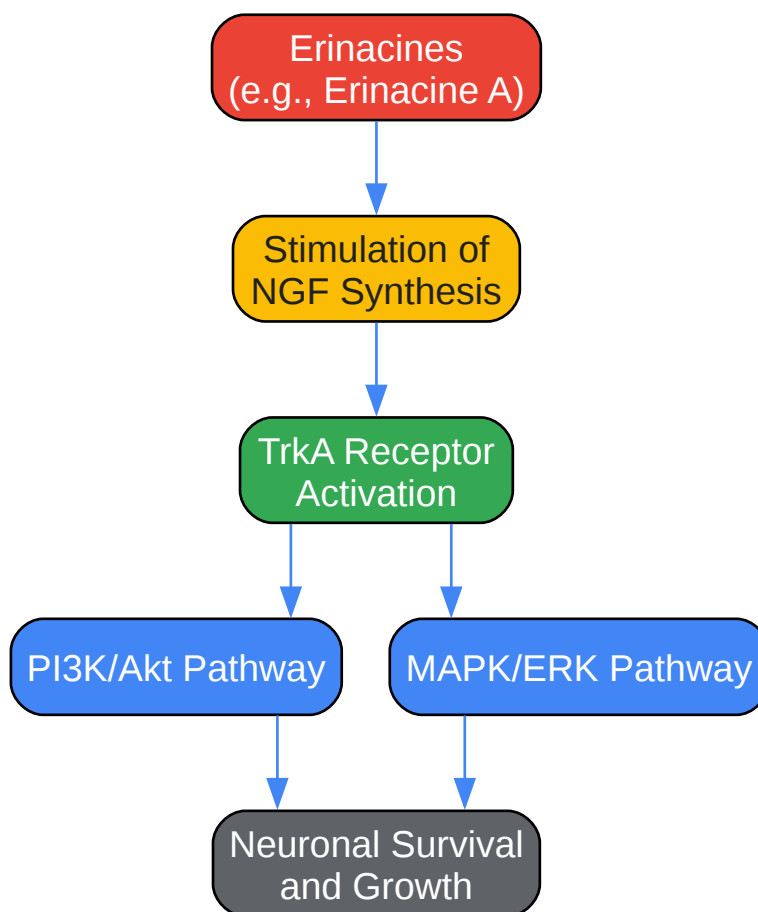 Erinacines
(e.g., Erinacine A)
Stimulation of
NGF Synthesis
TrkA Receptor
Activation
PI3K/Akt Pathway
MAPK/ERK Pathway
Neuronal Survival
and Growth